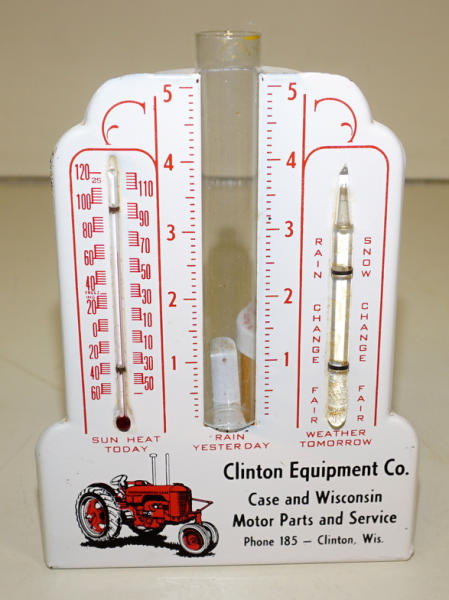 5 5
4 4
3 3
2 2
1 1
120 110
100 90
80 70
60 50
40 30
20 10
0 10
20 30
40 50
60
SUN HEAT
TODAY
RAIN
YESTERDAY
RAIN CHANGE FAIR
SNOW CHANGE FAIR
WEATHER
TOMORROW
Clinton Equipment Co.
Case and Wisconsin
Motor Parts and Service
Phone 185 — Clinton, Wis.